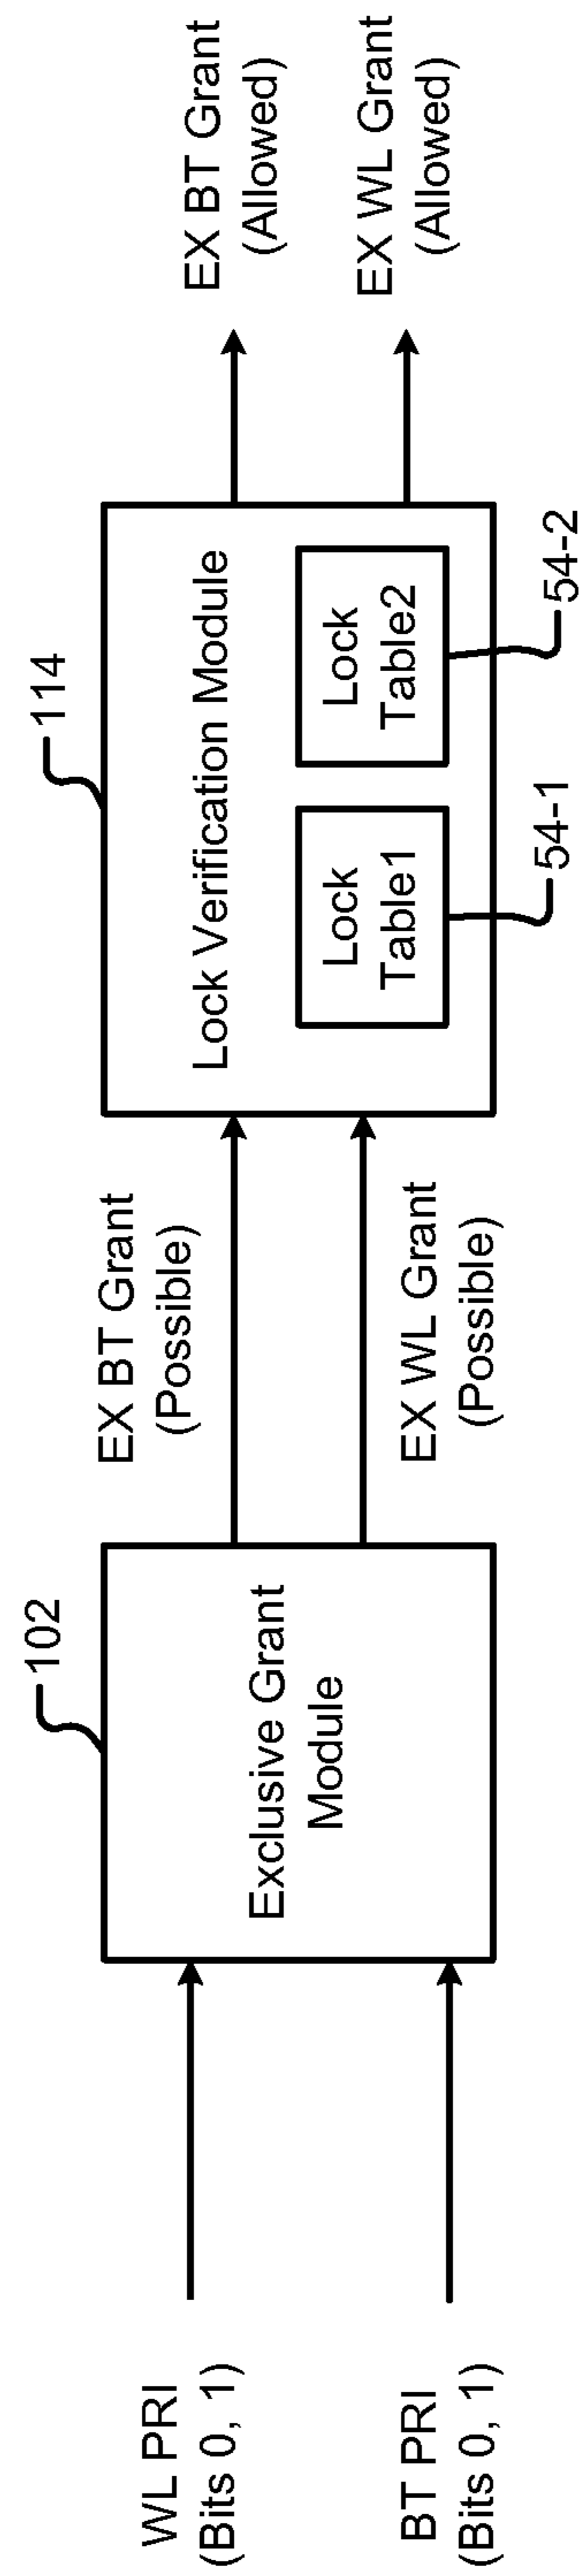 WL PRI
(Bits 0, 1)
BT PRI
(Bits 0, 1)
102
Exclusive Grant
Module
EX BT Grant
(Possible)
EX WL Grant
(Possible)
114
Lock Verification Module
Lock
Table1
Lock
Table2
54-1
54-2
EX BT Grant
(Allowed)
EX WL Grant
(Allowed)